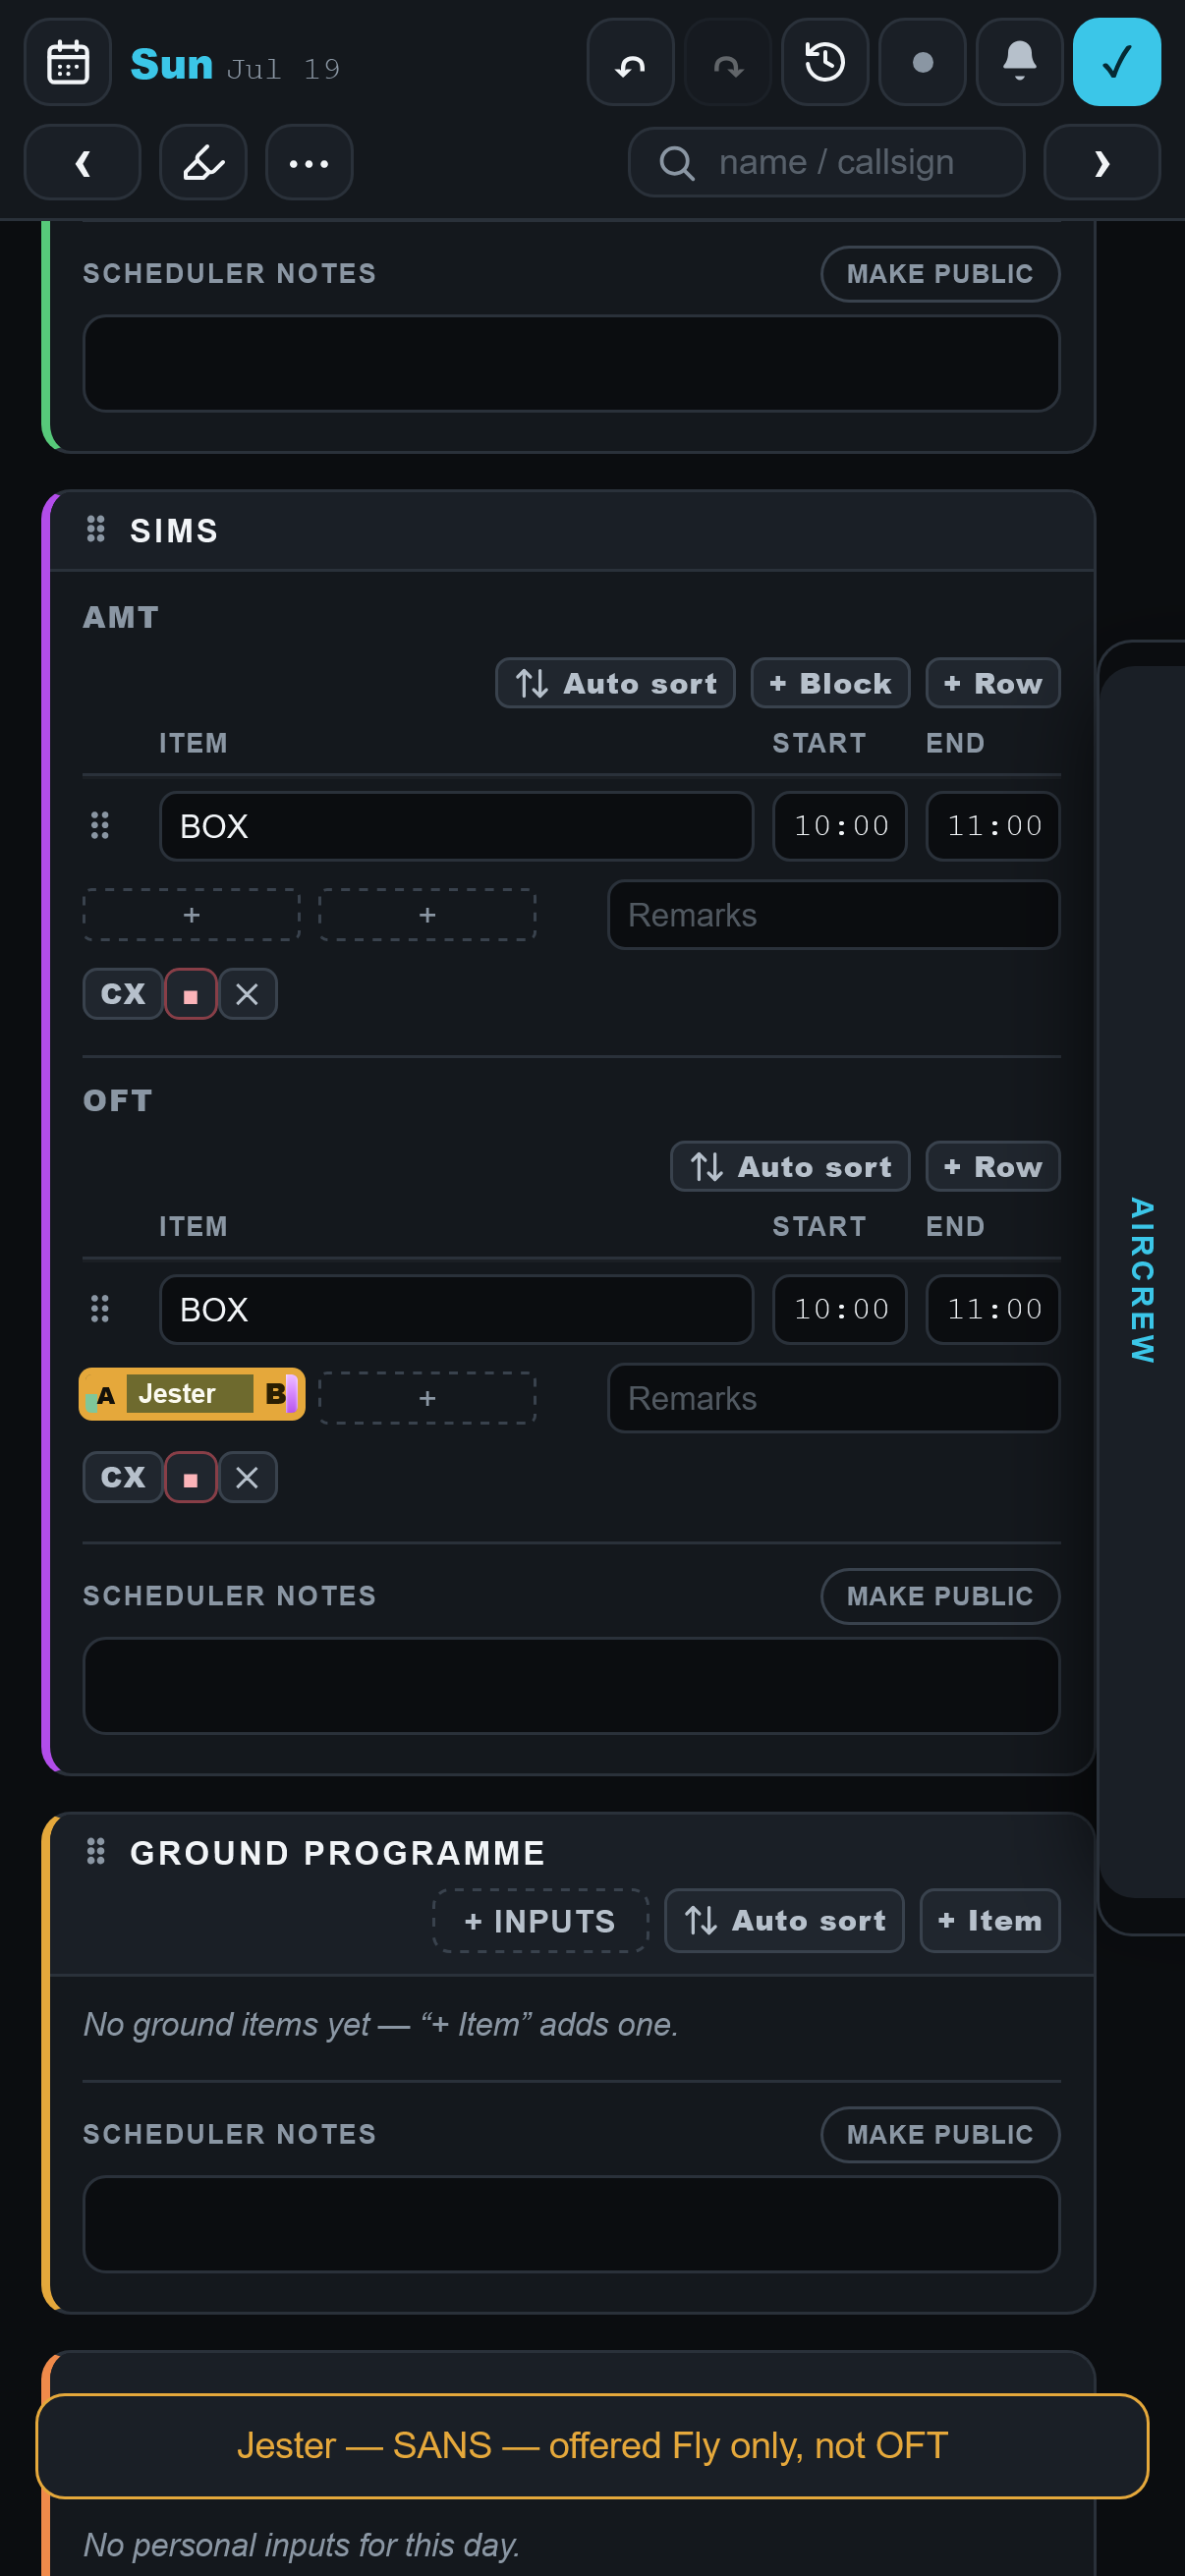 Sun Jul 19
name / callsign
SCHEDULER NOTES MAKE PUBLIC
SIMS
AMT
Auto sort + Block + Row
ITEM START END
BOX 10:00 11:00
+ + Remarks
CX
OFT
Auto sort + Row
ITEM START END
BOX 10:00 11:00
A Jester B + Remarks
CX
SCHEDULER NOTES MAKE PUBLIC
AIRCREW
GROUND PROGRAMME
+ INPUTS Auto sort + Item
No ground items yet — “+ Item” adds one.
SCHEDULER NOTES MAKE PUBLIC
Jester — SANS — offered Fly only, not OFT
No personal inputs for this day.